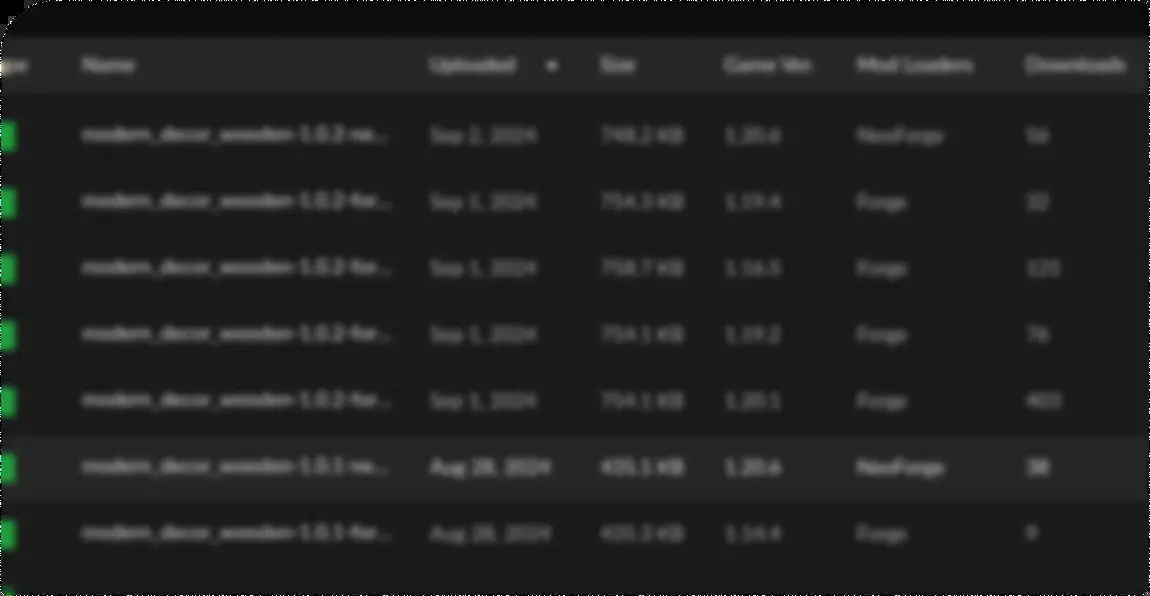 Name Uploaded Size Game Ver. Mod Loaders Downloads
modern_decor_wooden-1.0.2-ne... Sep 2, 2024 748.2 KB 1.20.6 NeoForge 56
modern_decor_wooden-1.0.2-for... Sep 1, 2024 754.3 KB 1.19.4 Forge 32
modern_decor_wooden-1.0.2-for... Sep 1, 2024 758.7 KB 1.16.5 Forge
modern_decor_wooden-1.0.2-for... Sep 1, 2024 754.1 KB 1.19.2 Forge 76
modern_decor_wooden-1.0.2-for... Sep 1, 2024 754.1 KB 1.20.1 Forge 403
modern_decor_wooden-1.0.1-ne... Aug 28, 2024 435.1 KB 1.20.6 NeoForge 38
modern_decor_wooden-1.0.1-for... Aug 28, 2024 435.3 KB Forge 9